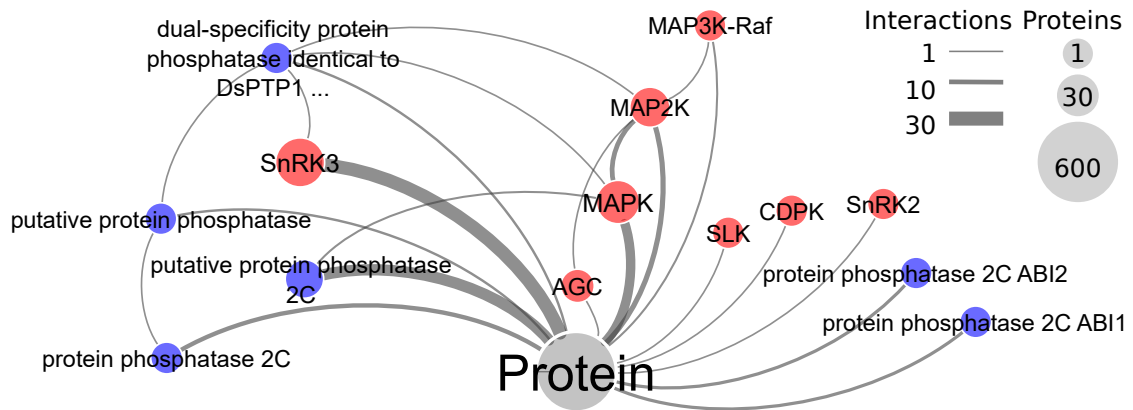 dual-specificity protein
phosphatase identical to
DsPTP1 ...
MAP3K-Raf
Interactions
Proteins
1
10
30
1
30
600
MAP2K
SnRK3
MAPK
putative protein phosphatase
SLK
CDPK
SnRK2
putative protein phosphatase
2C
AGC
protein phosphatase 2C ABI2
protein phosphatase 2C ABI1
protein phosphatase 2C
Protein